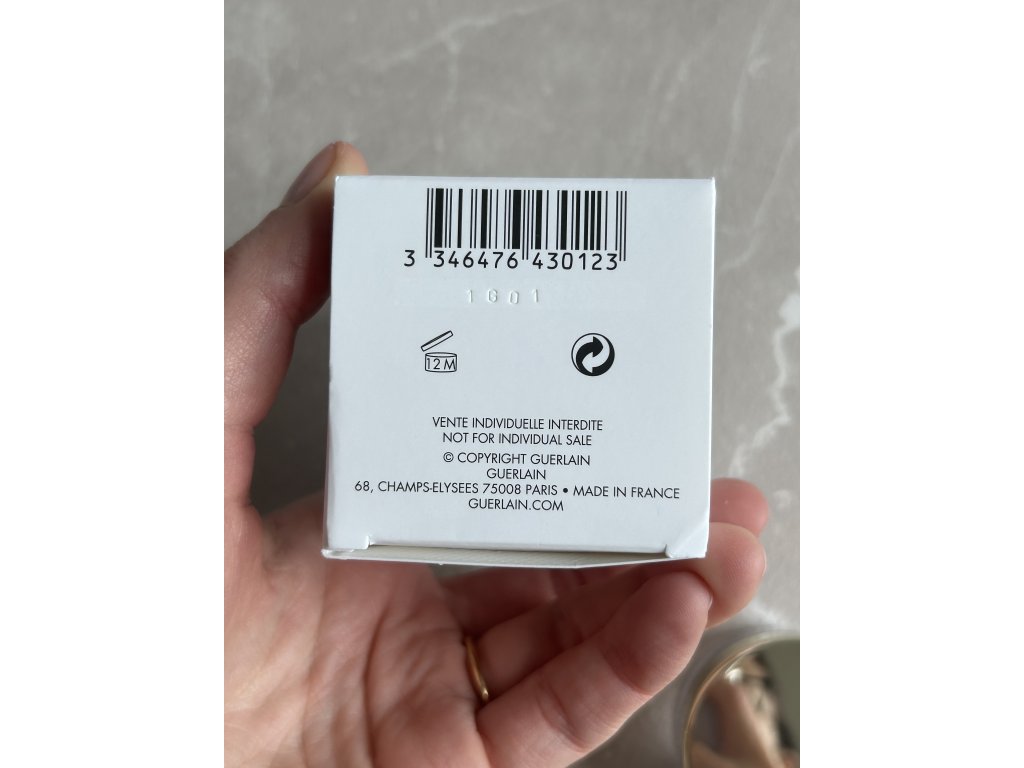 3 346476 430123
1G01
12M
VENTE INDIVIDUELLE INTERDITE
NOT FOR INDIVIDUAL SALE
© COPYRIGHT GUERLAIN
GUERLAIN
68, CHAMPS-ELYSEES 75008 PARIS • MADE IN FRANCE
GUERLAIN.COM